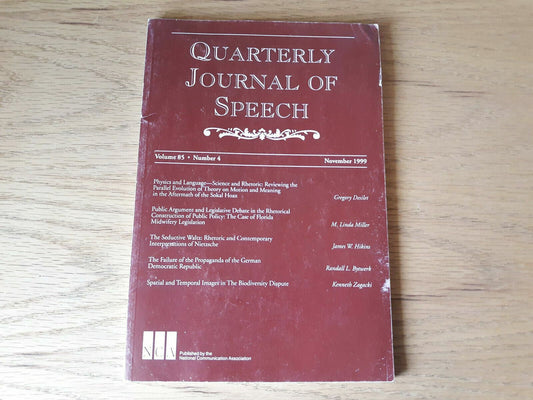 QUARTERLY
JOURNAL OF
SPEECH
Volume 85 • Number 4 November 1999
Physics and Language—Science and Rhetoric: Reviewing the
Parallel Evolution of Theory on Motion and Meaning
in the Aftermath of the Sokal Hoax Gregory Desilet
Public Argument and Legislative Debate in the Rhetorical
Construction of Public Policy: The Case of Florida
Midwifery Legislation M. Linda Miller
The Seductive Waltz: Rhetoric and Contemporary
Interpretations of Nietzsche James W. Hikins
The Failure of the Propaganda of the German
Democratic Republic Randall L. Bytwerk
Spatial and Temporal Images in The Biodiversity Dispute Kenneth Zagacki
NCA
Published by the
National Communication Association